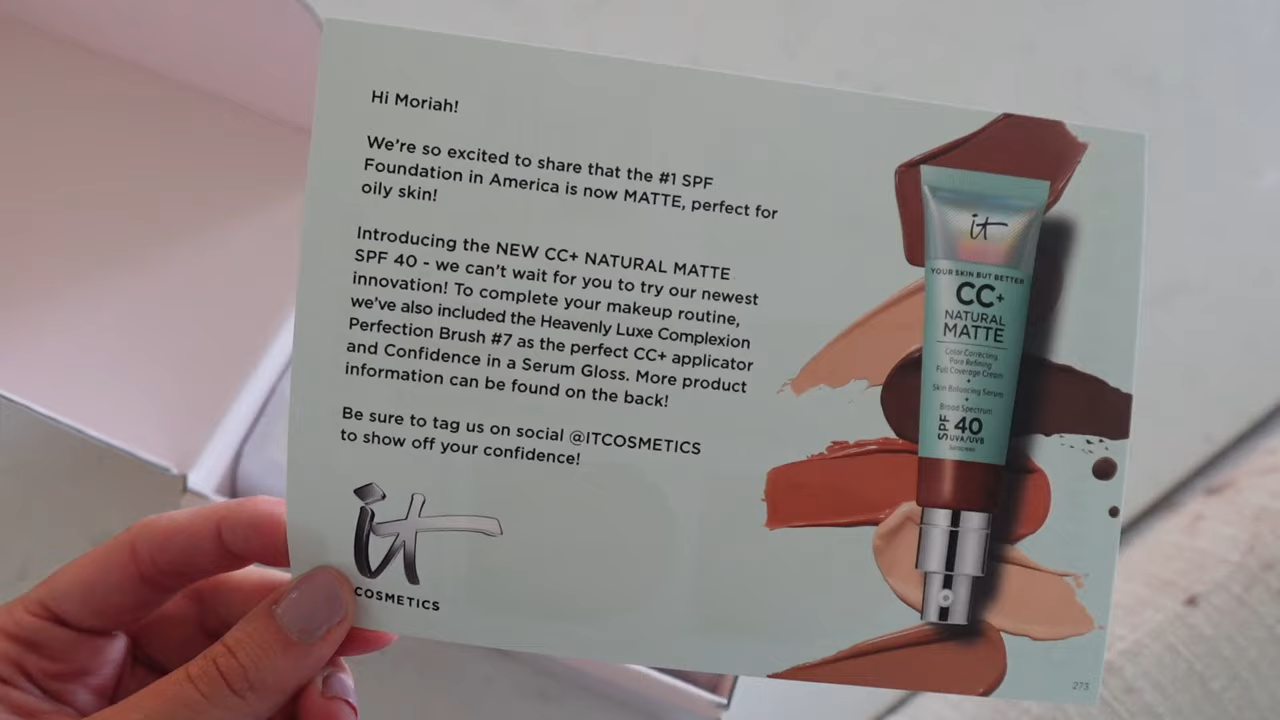 Hi Moriah!
We're so excited to share that the #1 SPF
Foundation in America is now MATTE, perfect for
oily skin!
Introducing the NEW CC+ NATURAL MATTE
SPF 40 - we can't wait for you to try our newest
innovation! To complete your makeup routine,
we've also included the Heavenly Luxe Complexion
Perfection Brush #7 as the perfect CC+ applicator
and Confidence in a Serum Gloss. More product
information can be found on the back!
Be sure to tag us on social @ITCOSMETICS
to show off your confidence!
it
COSMETICS
it
YOUR SKIN BUT BETTER
CC+
NATURAL
MATTE
Color Correcting
Pore Refining
Full Coverage Cream
+
Skin Enhancing Serum
+
Broad Spectrum
SPF 40
UVA/UVB
SUNSCREEN
273